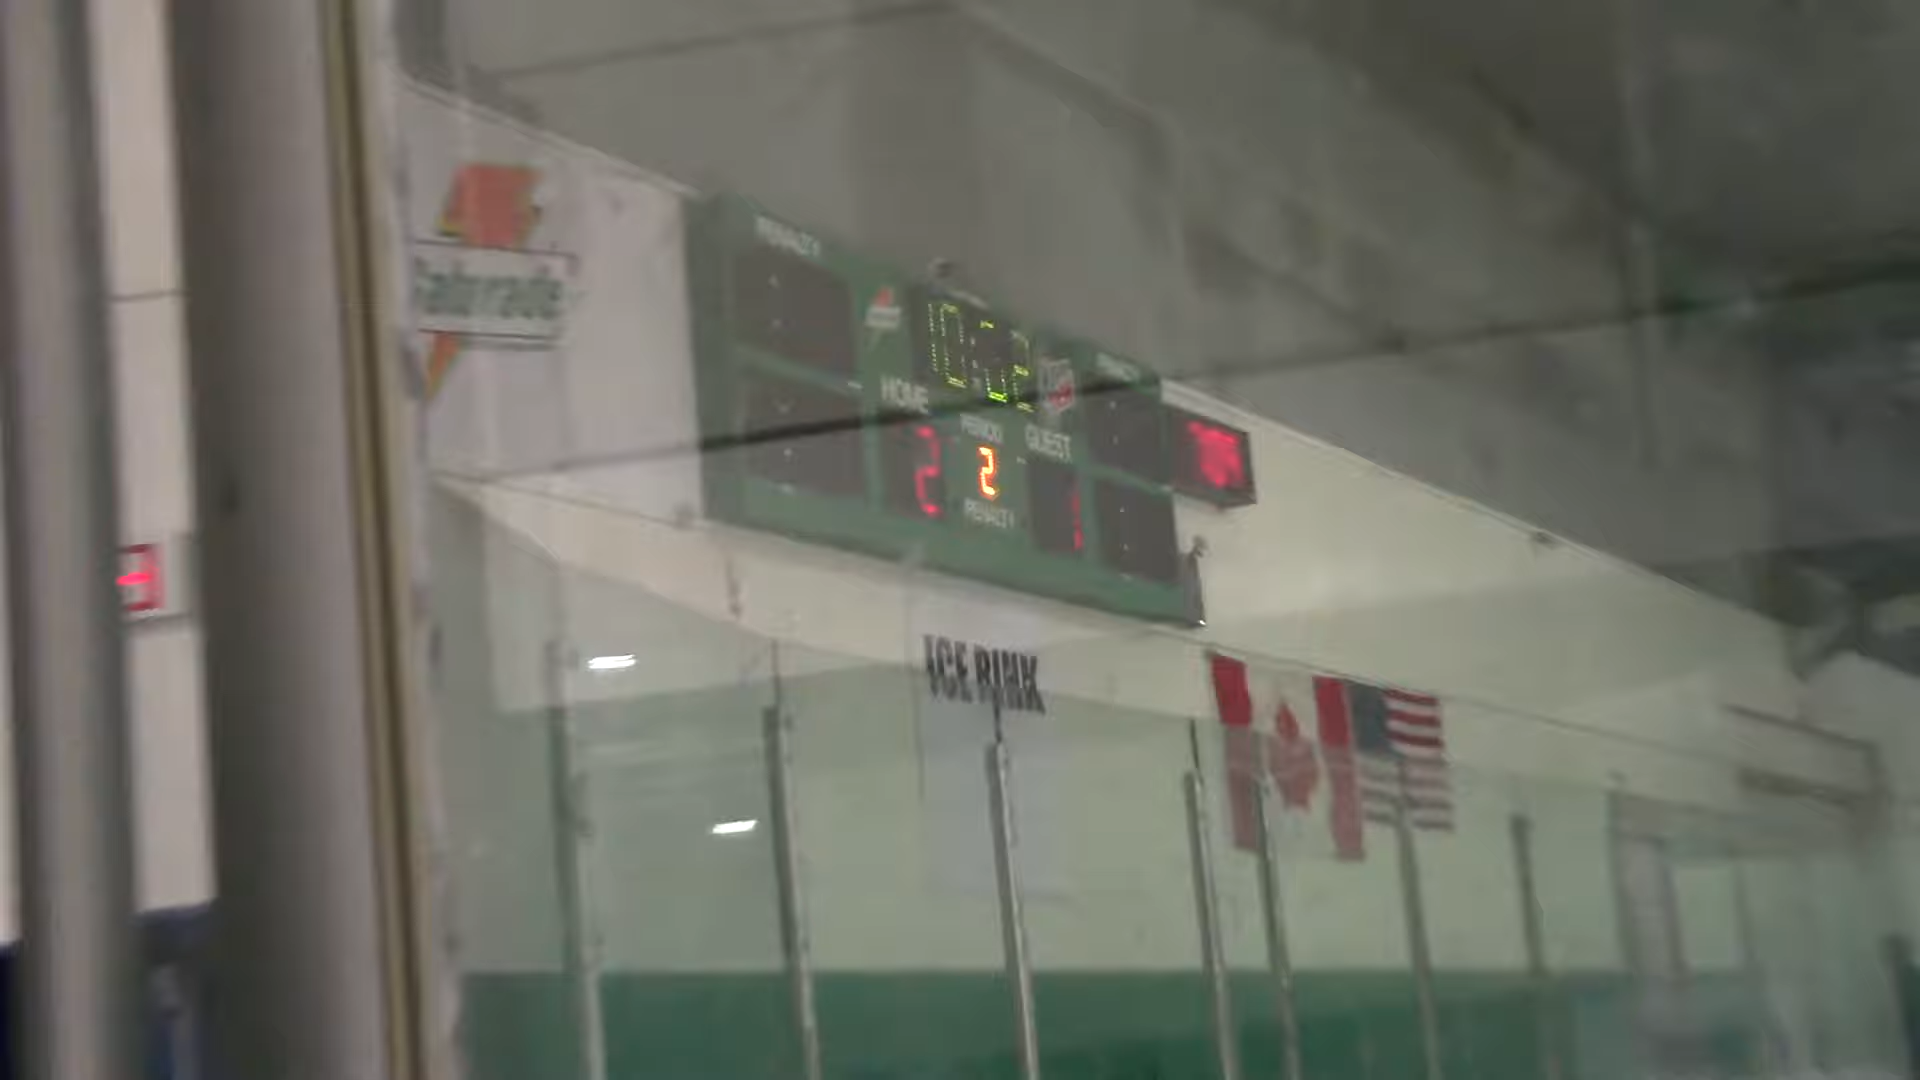 PENALTY
Gatorade
HOME
PERIOD
GUEST
2
2
1
PENALTY
ICE RINK